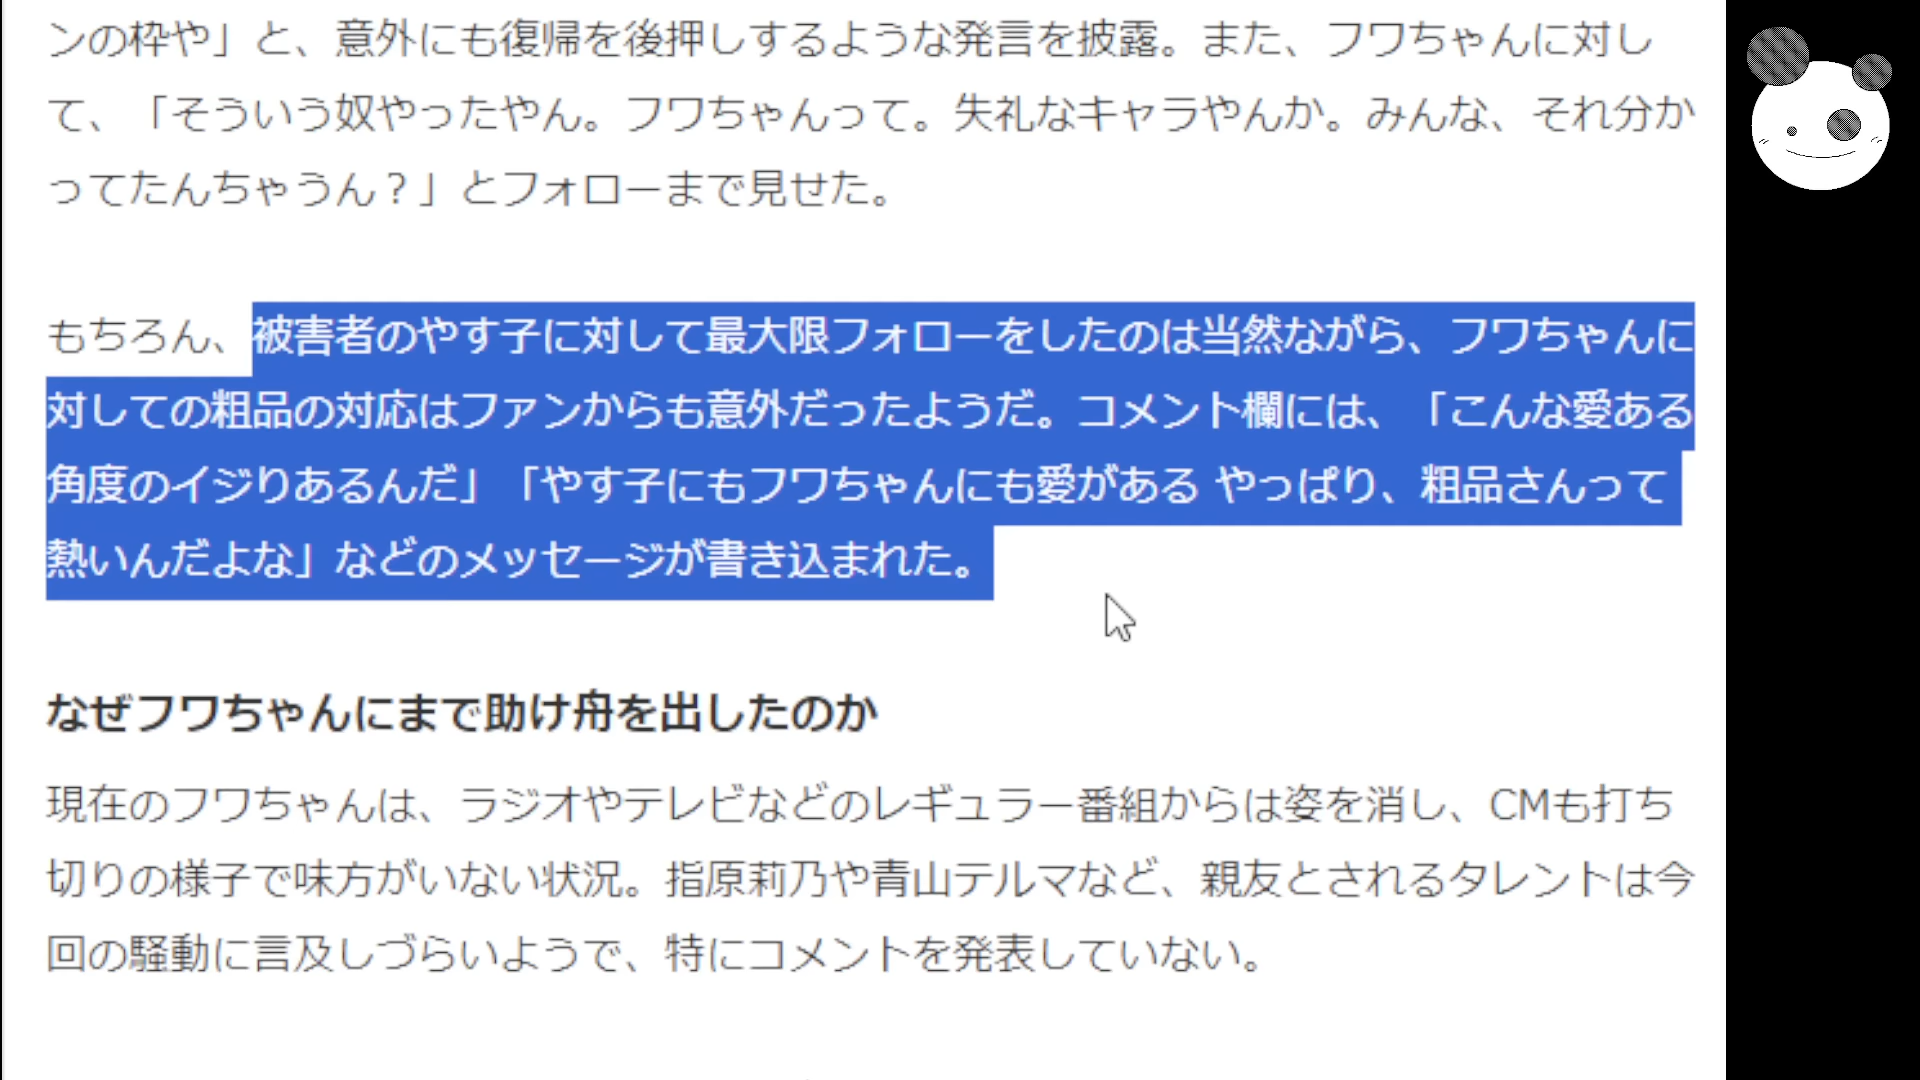 ンの枠や」と、意外にも復帰を後押しするような発言を披露。また、フワちゃんに対し
て、「そういう奴やったやん。フワちゃんって。失礼なキャラやんか。みんな、それ分か
ってたんちゃうん？」とフォローまで見せた。
もちろん、被害者のやす子に対して最大限フォローをしたのは当然ながら、フワちゃんに
対しての粗品の対応はファンからも意外だったようだ。コメント欄には、「こんな愛ある
角度のイジりあるんだ」「やす子にもフワちゃんにも愛がある やっぱり、粗品さんって
熱いんだよな」などのメッセージが書き込まれた。
なぜフワちゃんにまで助け舟を出したのか
現在のフワちゃんは、ラジオやテレビなどのレギュラー番組からは姿を消し、CMも打ち
切りの様子で味方がいない状況。指原莉乃や青山テルマなど、親友とされるタレントは今
回の騒動に言及しづらいようで、特にコメントを発表していない。